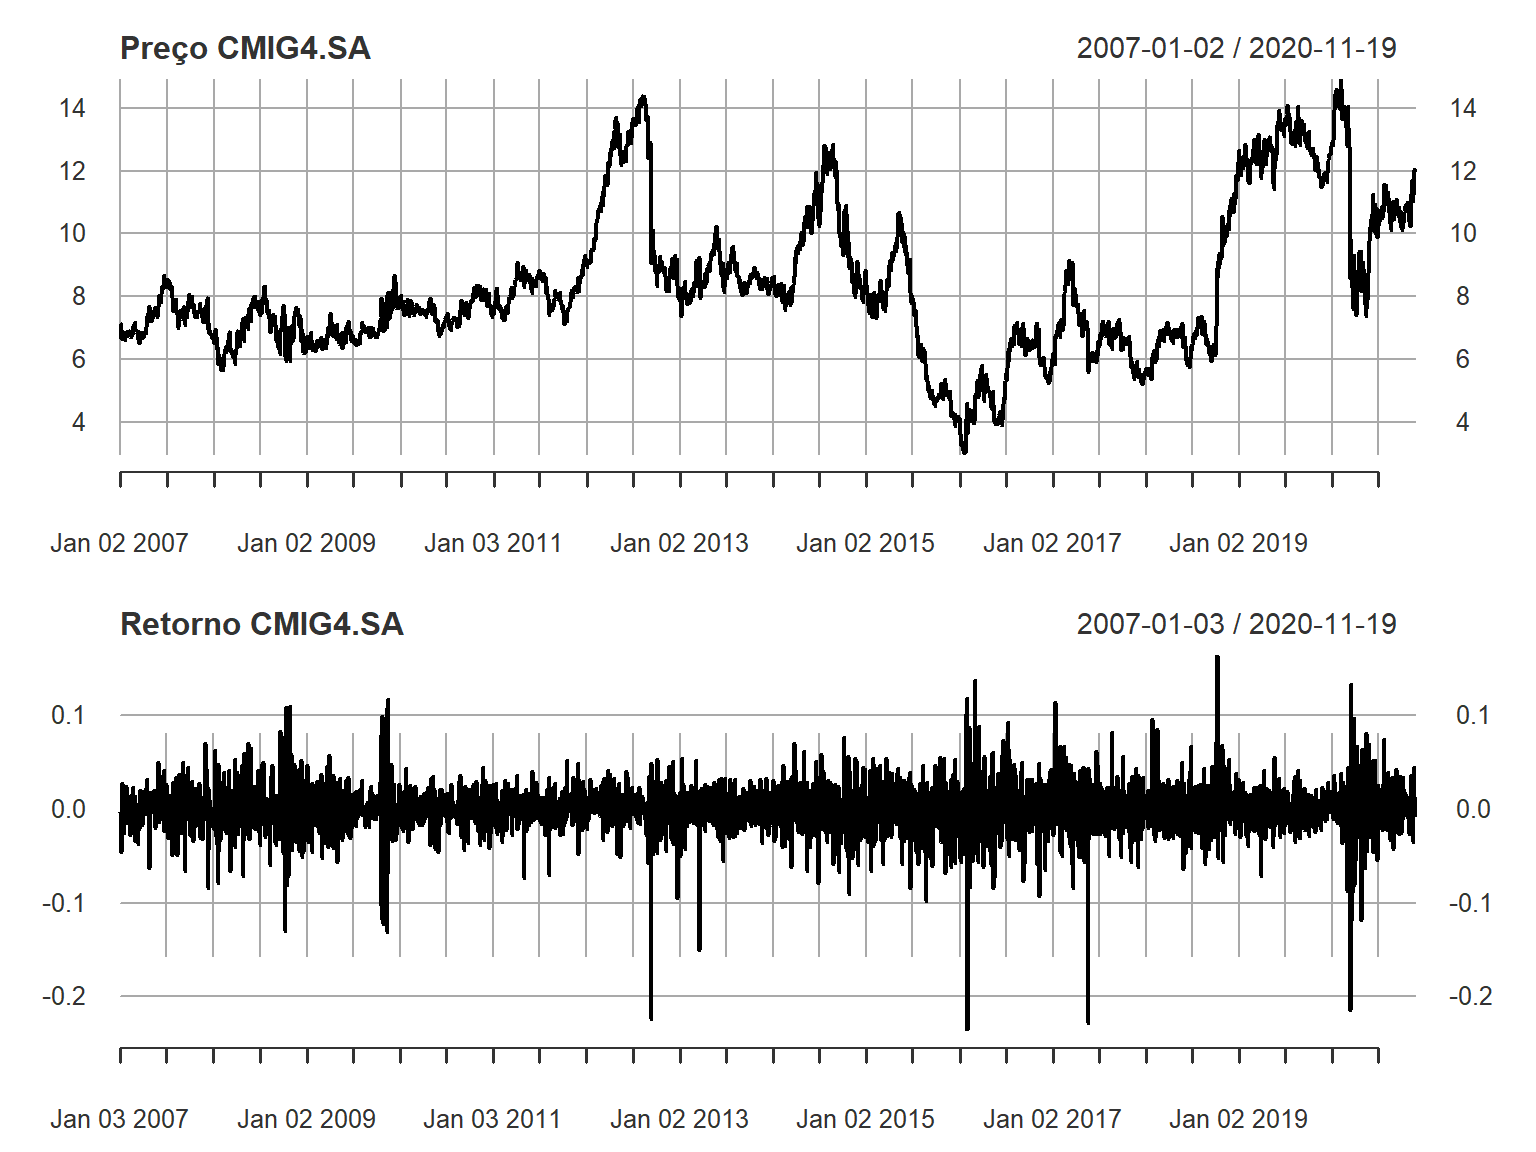 Preço CMIG4.SA 2007-01-02 / 2020-11-19
14 14
12 12
10 10
8 8
6 6
4 4
Jan 02 2007 Jan 02 2009 Jan 03 2011 Jan 02 2013 Jan 02 2015 Jan 02 2017 Jan 02 2019
Retorno CMIG4.SA 2007-01-03 / 2020-11-19
0.1 0.1
0.0 0.0
-0.1 -0.1
-0.2 -0.2
Jan 03 2007 Jan 02 2009 Jan 03 2011 Jan 02 2013 Jan 02 2015 Jan 02 2017 Jan 02 2019